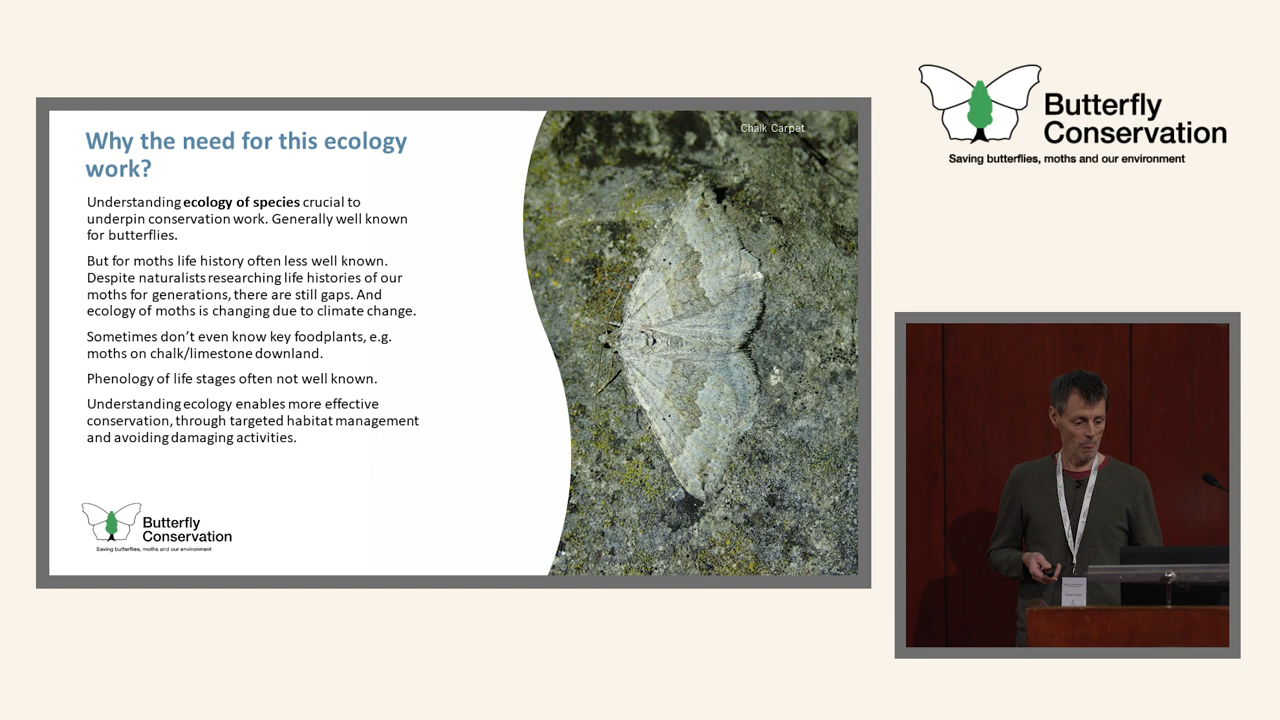 Why the need for this ecology
work?
Understanding ecology of species crucial to
underpin conservation work. Generally well known
for butterflies.
But for moths life history often less well known.
Despite naturalists researching life histories of our
moths for generations, there are still gaps. And
ecology of moths is changing due to climate change.
Sometimes don’t even know key foodplants, e.g.
moths on chalk/limestone downland.
Phenology of life stages often not well known.
Understanding ecology enables more effective
conservation, through targeted habitat management
and avoiding damaging activities.
Butterfly
Conservation
Saving butterflies, moths and our environment
Chalk Carpet
Butterfly
Conservation
Saving butterflies, moths and our environment